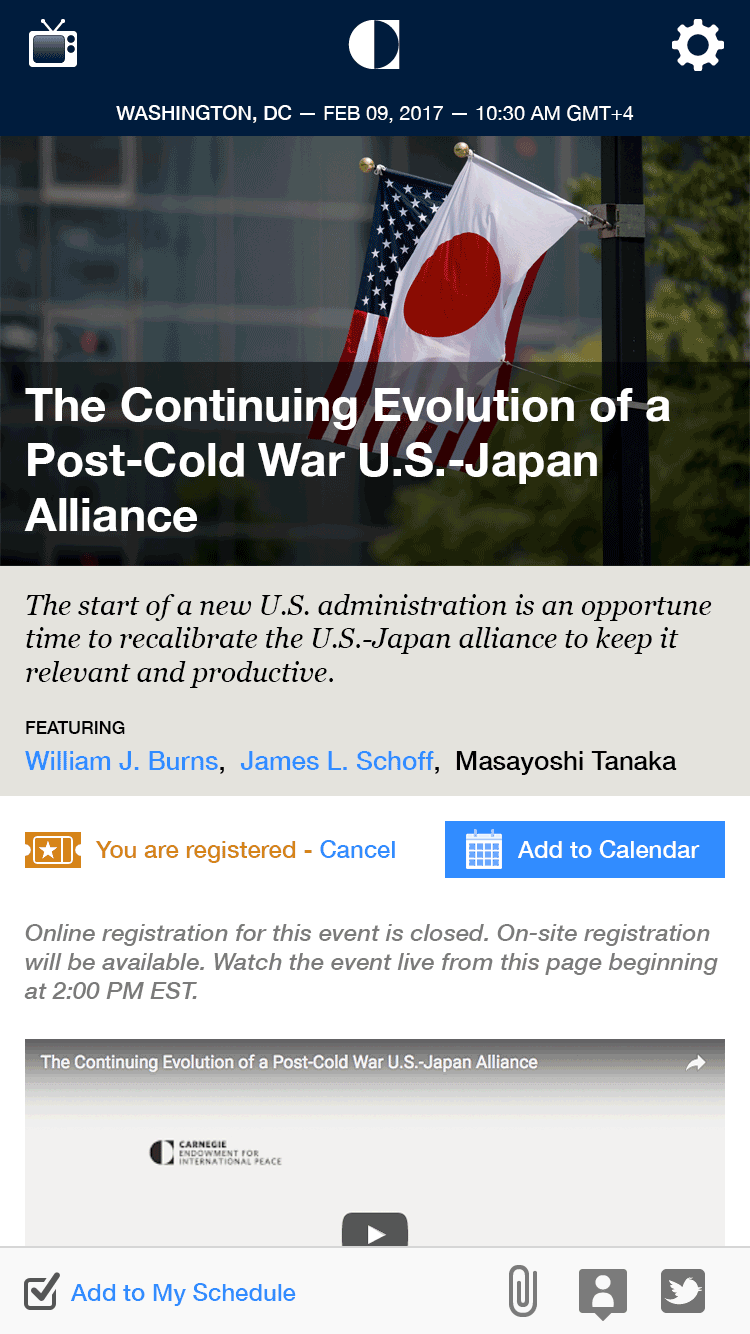 WASHINGTON, DC — FEB 09, 2017 — 10:30 AM GMT+4
The Continuing Evolution of a
Post-Cold War U.S.-Japan
Alliance
The start of a new U.S. administration is an opportune
time to recalibrate the U.S.-Japan alliance to keep it
relevant and productive.
FEATURING
William J. Burns, James L. Schoff, Masayoshi Tanaka
You are registered - Cancel
Add to Calendar
Online registration for this event is closed. On-site registration
will be available. Watch the event live from this page beginning
at 2:00 PM EST.
The Continuing Evolution of a Post-Cold War U.S.-Japan Alliance
CARNEGIE
ENDOWMENT FOR
INTERNATIONAL PEACE
Add to My Schedule